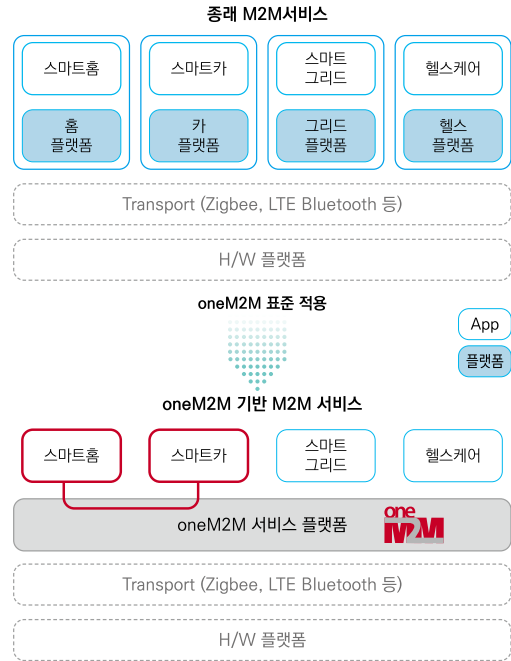 종래 M2M서비스
스마트홈
스마트카
스마트
그리드
헬스케어
홈
플랫폼
카
플랫폼
그리드
플랫폼
헬스
플랫폼
Transport (Zigbee, LTE Bluetooth 등)
H/W 플랫폼
oneM2M 표준 적용
App
플랫폼
oneM2M 기반 M2M 서비스
스마트홈
스마트카
스마트
그리드
헬스케어
oneM2M 서비스 플랫폼
one
M2M
Transport (Zigbee, LTE Bluetooth 등)
H/W 플랫폼